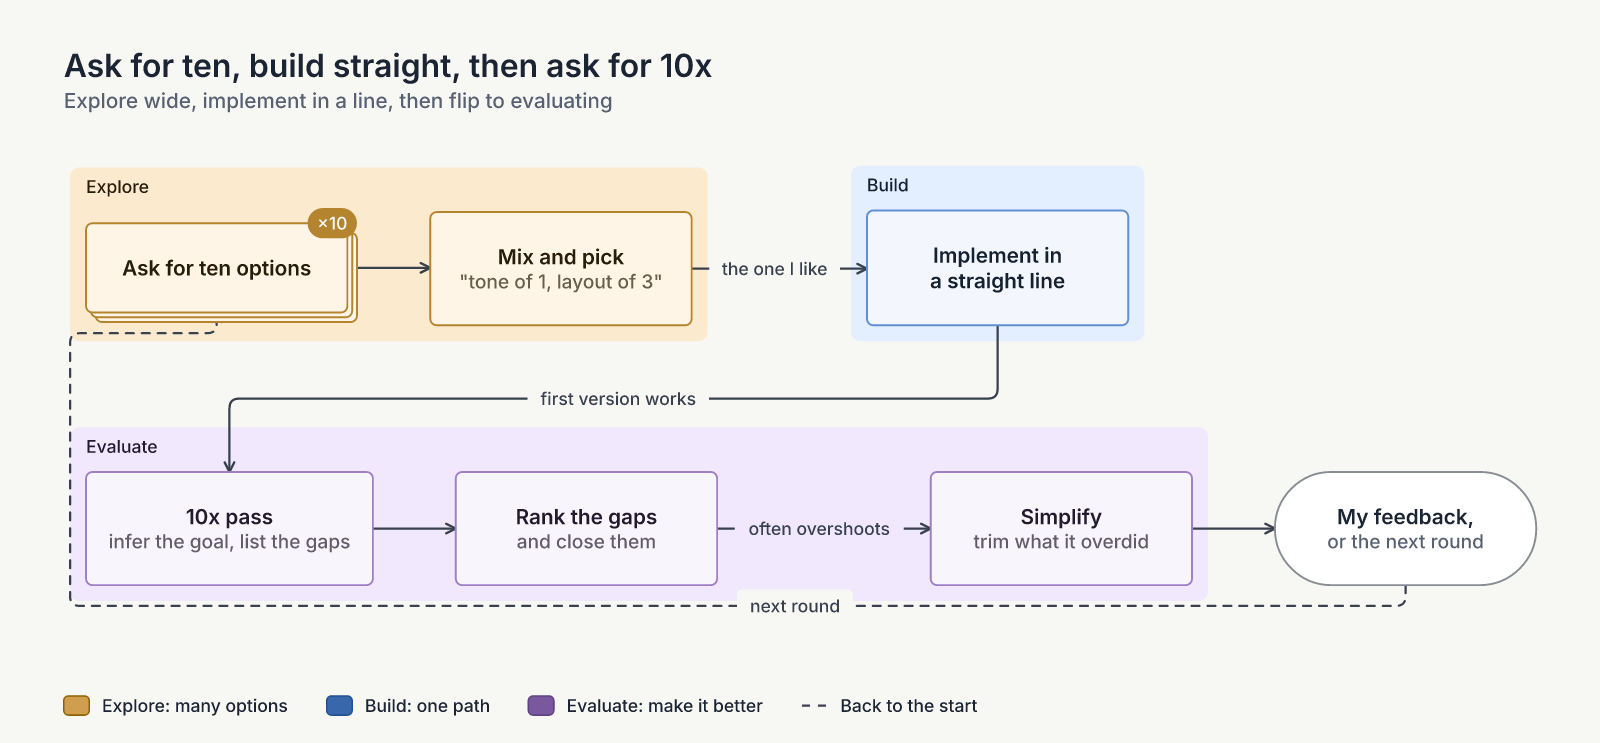 Ask for ten, build straight, then ask for 10x
Explore wide, implement in a line, then flip to evaluating
Explore
×10
Ask for ten options
Mix and pick
"tone of 1, layout of 3"
the one I like
Build
Implement in
a straight line
first version works
Evaluate
10x pass
infer the goal, list the gaps
Rank the gaps
and close them
often overshoots
Simplify
trim what it overdid
My feedback,
or the next round
next round
Explore: many options
Build: one path
Evaluate: make it better
Back to the start